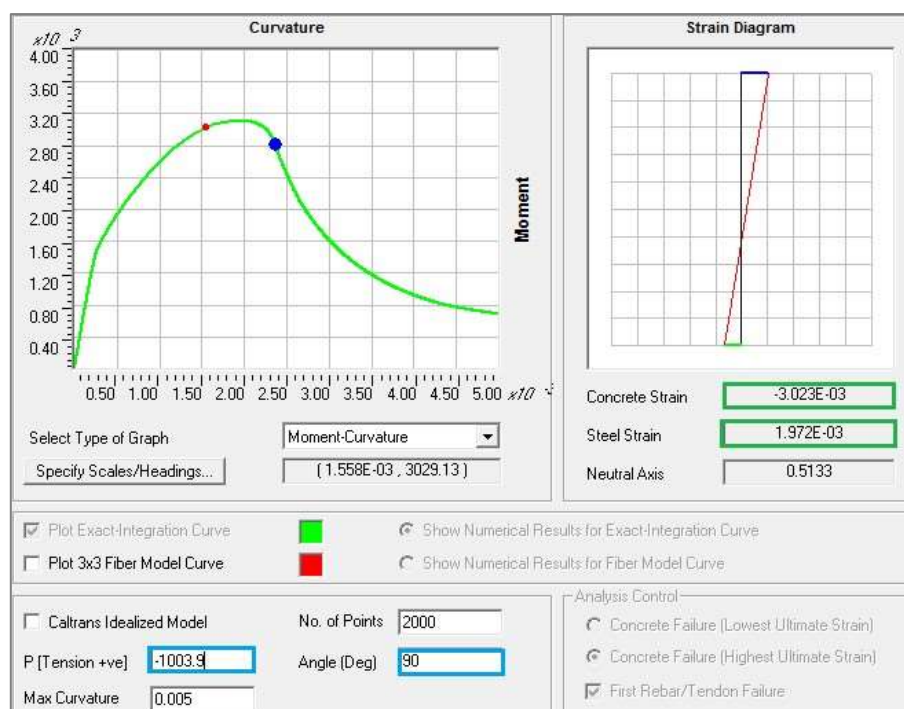 Curvature
Strain Diagram
x10 3
4.00
3.60
3.20
2.80
2.40
2.00
1.60
1.20
0.80
0.40
Moment
0.50 1.00 1.50 2.00 2.50 3.00 3.50 4.00 4.50 5.00 x10
Concrete Strain -3.023E-03
Select Type of Graph Moment-Curvature
Steel Strain 1.972E-03
Specify Scales/Headings... (1.558E-03 , 3029.13 )
Neutral Axis 0.5133
Plot Exact-Integration Curve
Show Numerical Results for Exact-Integration Curve
Plot 3x3 Fiber Model Curve
Show Numerical Results for Fiber Model Curve
Analysis Control
Caltrans Idealized Model
No. of Points 2000
Concrete Failure (Lowest Ultimate Strain)
P [Tension +ve] -1003.9
Angle (Deg) 90
Concrete Failure (Highest Ultimate Strain)
Max Curvature 0.005
First Rebar/Tendon Failure